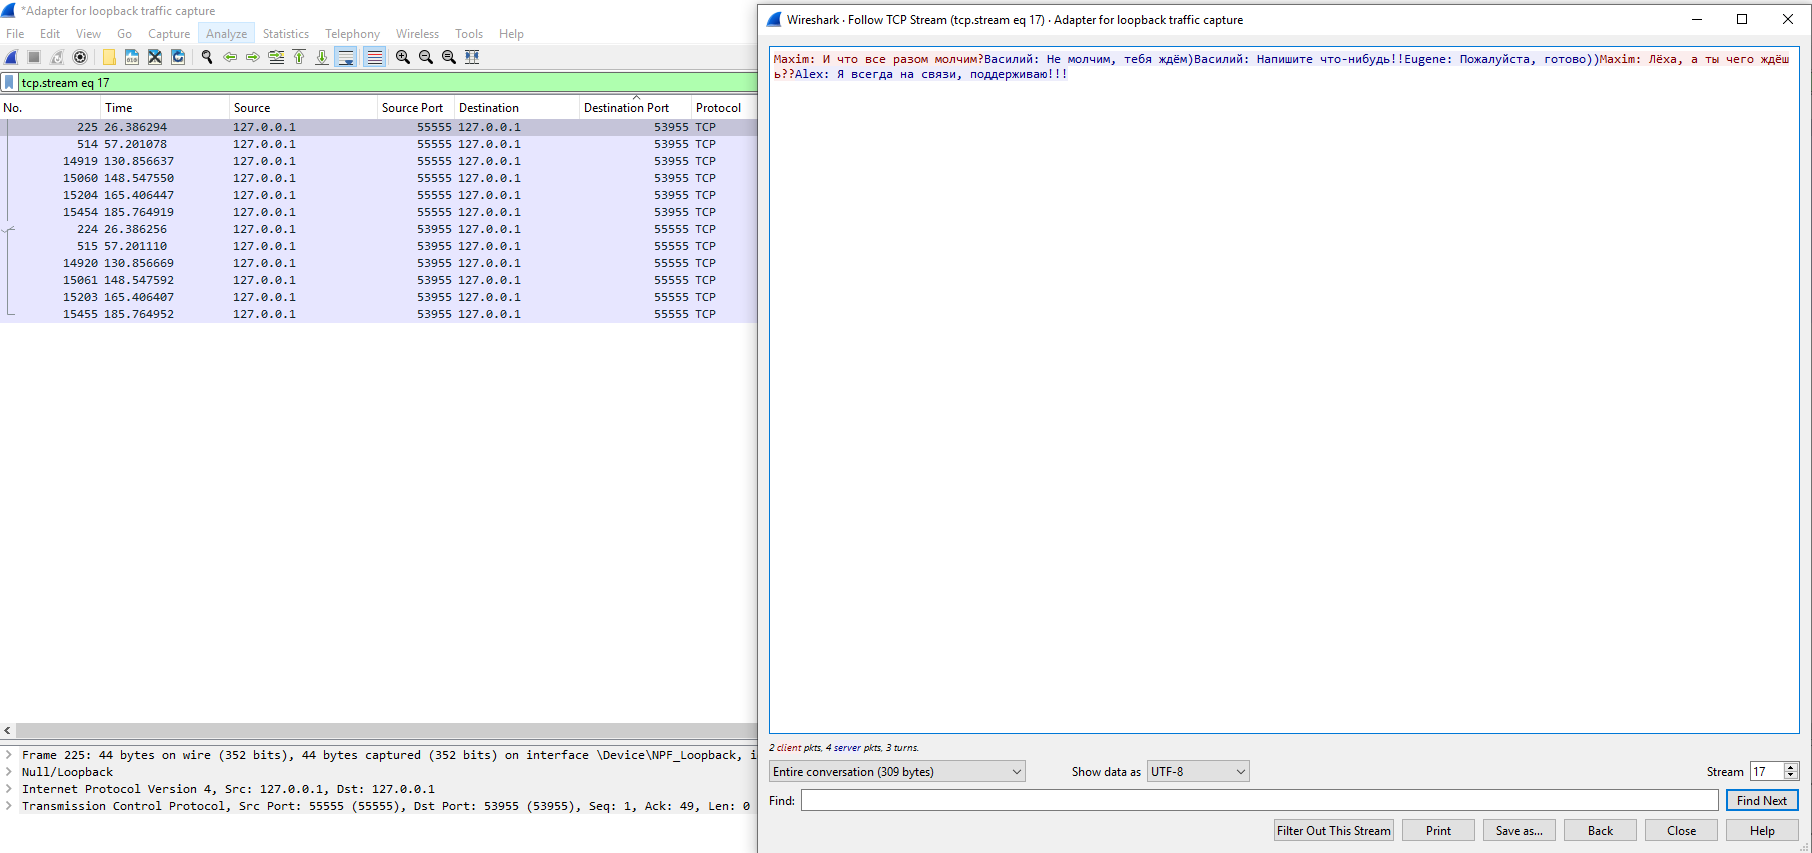 *Adapter for loopback traffic capture
File Edit View Go Capture Analyze Statistics Telephony Wireless Tools Help
tcp.stream eq 17
No. Time Source Source Port Destination Destination Port Protocol
225 26.386294 127.0.0.1 55555 127.0.0.1 53955 TCP
514 57.201078 127.0.0.1 55555 127.0.0.1 53955 TCP
14919 130.856637 127.0.0.1 55555 127.0.0.1 53955 TCP
15060 148.547550 127.0.0.1 55555 127.0.0.1 53955 TCP
15204 165.406447 127.0.0.1 55555 127.0.0.1 53955 TCP
15454 185.764919 127.0.0.1 55555 127.0.0.1 53955 TCP
224 26.386256 127.0.0.1 53955 127.0.0.1 55555 TCP
515 57.201110 127.0.0.1 53955 127.0.0.1 55555 TCP
14920 130.856669 127.0.0.1 53955 127.0.0.1 55555 TCP
15061 148.547592 127.0.0.1 53955 127.0.0.1 55555 TCP
15203 165.406407 127.0.0.1 53955 127.0.0.1 55555 TCP
15455 185.764952 127.0.0.1 53955 127.0.0.1 55555 TCP
Frame 225: 44 bytes on wire (352 bits), 44 bytes captured (352 bits) on interface \Device\NPF_Loopback, i
Null/Loopback
Internet Protocol Version 4, Src: 127.0.0.1, Dst: 127.0.0.1
Transmission Control Protocol, Src Port: 55555 (55555), Dst Port: 53955 (53955), Seq: 1, Ack: 49, Len: 0
Wireshark · Follow TCP Stream (tcp.stream eq 17) · Adapter for loopback traffic capture
Maxim: И что все разом молчим?Василий: Не молчим, тебя ждём)Василий: Напишите что-нибудь!!Eugene: Пожалуйста, готово))Maxim: Лёха, а ты чего ждёш
ь??Alex: Я всегда на связи, поддерживаю!!!
2 client pkts, 4 server pkts, 3 turns.
Entire conversation (309 bytes) Show data as UTF-8 Stream 17
Find: Find Next
Filter Out This Stream Print Save as... Back Close Help